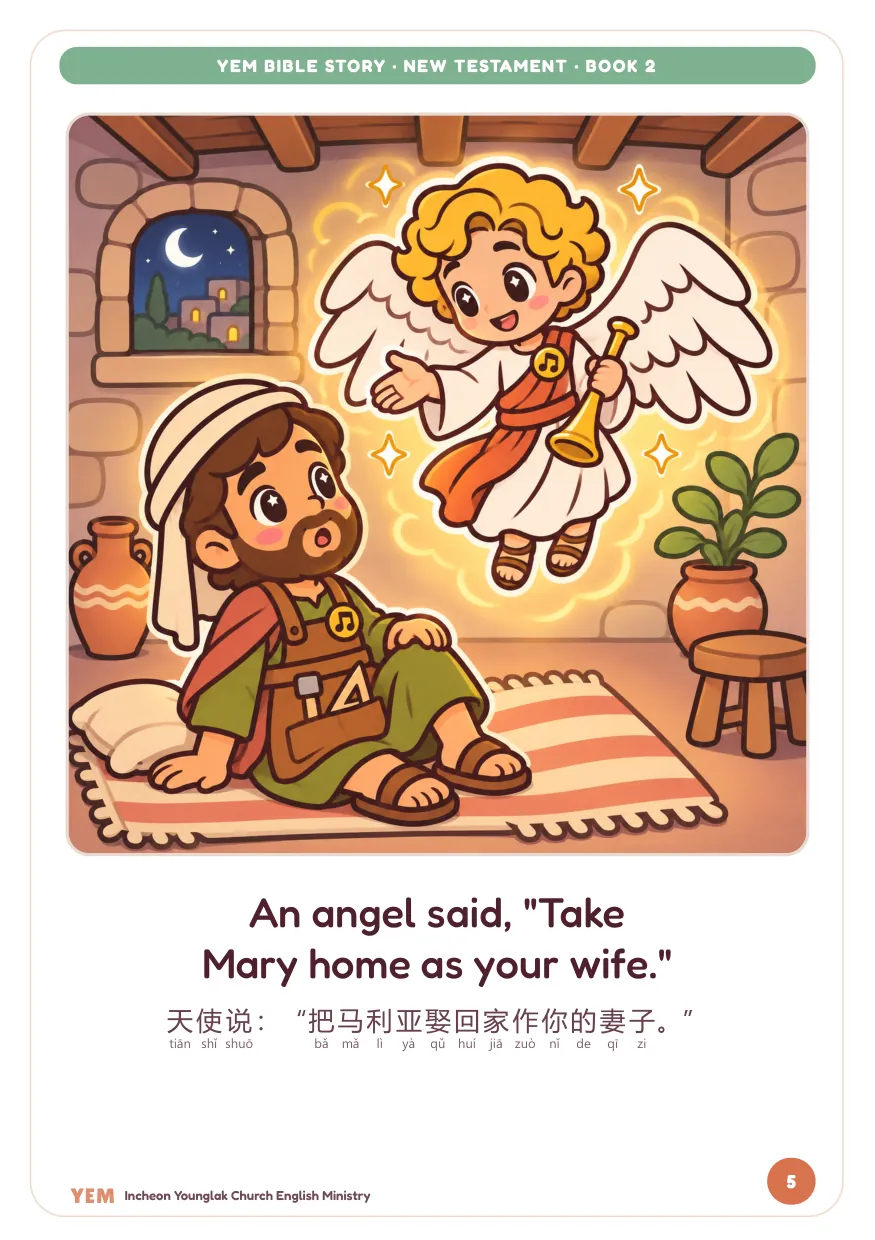 YEM BIBLE STORY · NEW TESTAMENT · BOOK 2
An angel said, "Take
Mary home as your wife."
天使说：“把马利亚娶回家作你的妻子。”
tiān shǐ shuō bǎ mǎ lì yà qǔ huí jiā zuò nǐ de qī zi
YEM Incheon Younglak Church English Ministry
5